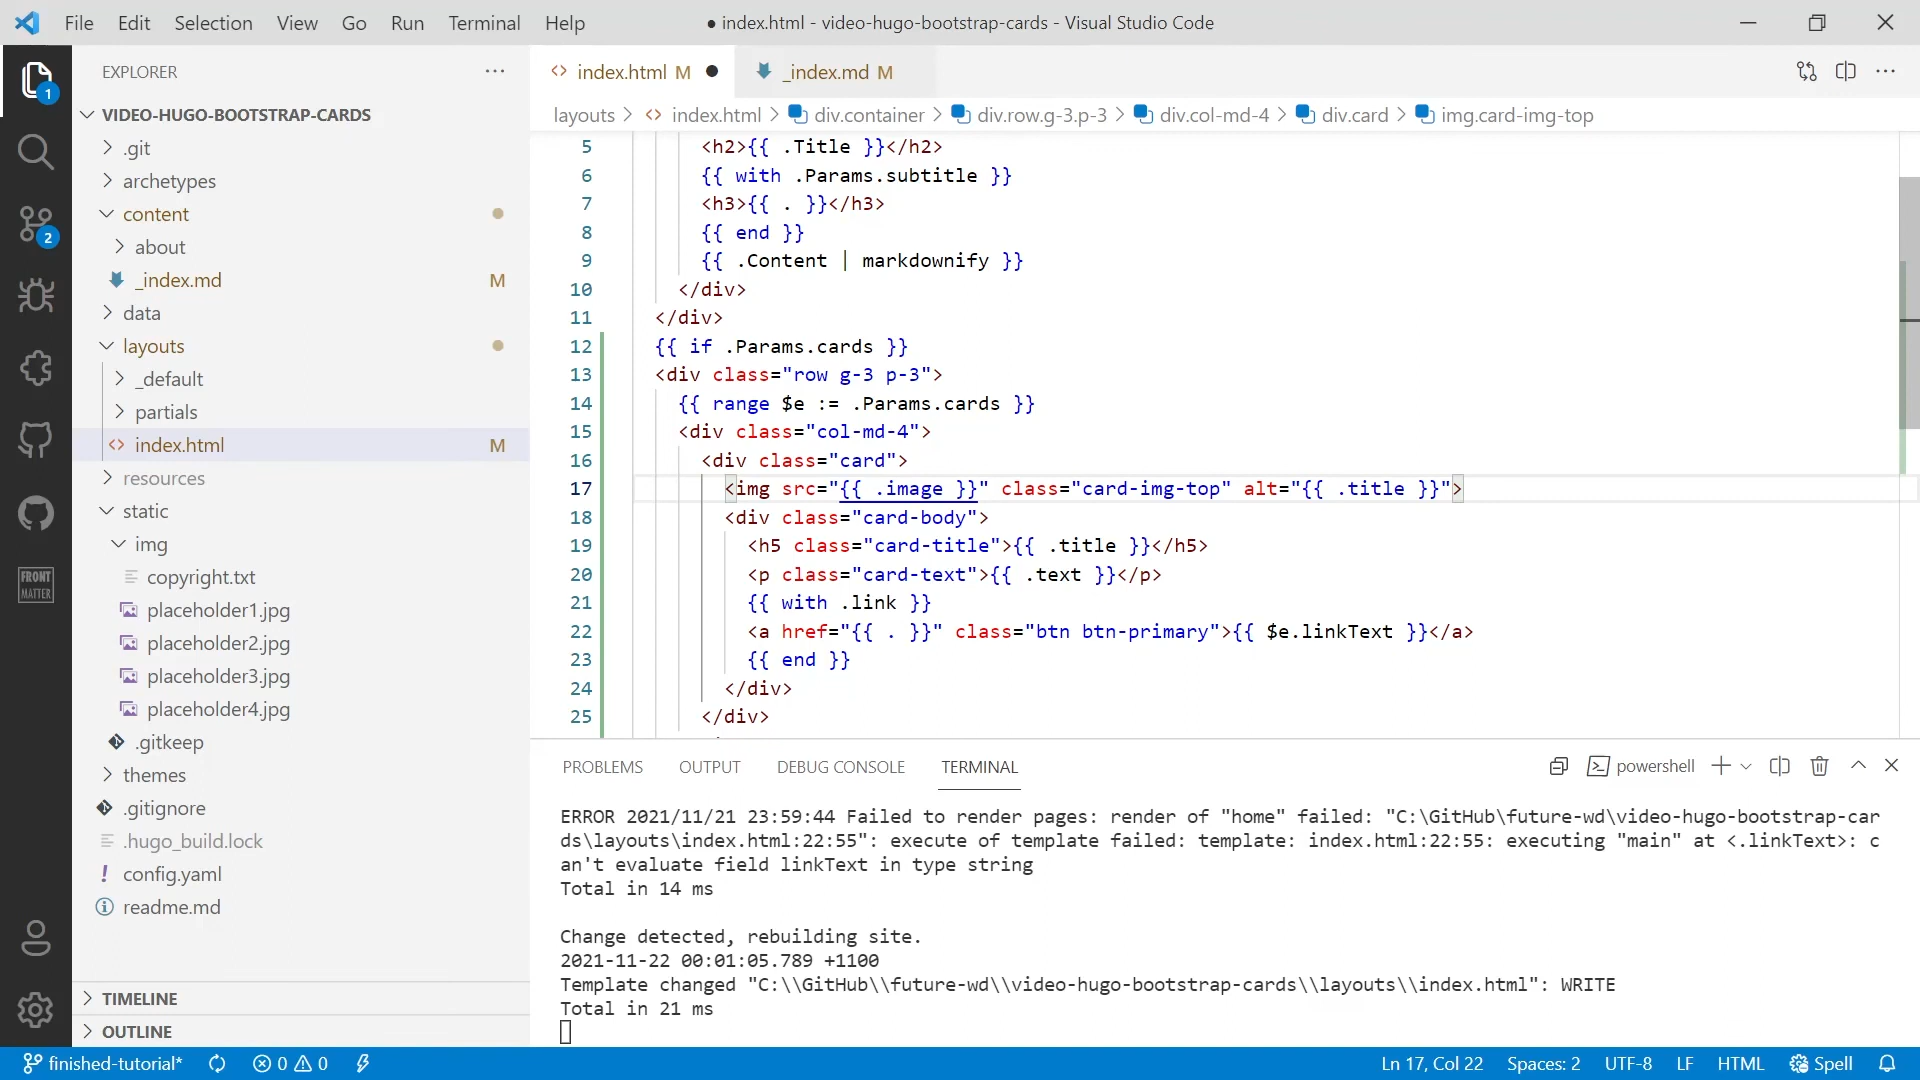 File Edit Selection View Go Run Terminal Help ● index.html - video-hugo-bootstrap-cards - Visual Studio Code
EXPLORER
VIDEO-HUGO-BOOTSTRAP-CARDS
.git
archetypes
content
about
_index.md M
data
layouts
_default
partials
<> index.html M
resources
static
img
copyright.txt
placeholder1.jpg
placeholder2.jpg
placeholder3.jpg
placeholder4.jpg
.gitkeep
themes
.gitignore
.hugo_build.lock
! config.yaml
readme.md
TIMELINE
OUTLINE
1
2
FRONT
MATTER
<> index.html M ● _index.md M
layouts > <> index.html > div.container > div.row.g-3.p-3 > div.col-md-4 > div.card > img.card-img-top
5 <h2>{{ .Title }}</h2>
6 {{ with .Params.subtitle }}
7 <h3>{{ . }}</h3>
8 {{ end }}
9 {{ .Content | markdownify }}
10 </div>
11 </div>
12 {{ if .Params.cards }}
13 <div class="row g-3 p-3">
14 {{ range $e := .Params.cards }}
15 <div class="col-md-4">
16 <div class="card">
17 <img src="{{ .image }}" class="card-img-top" alt="{{ .title }}">
18 <div class="card-body">
19 <h5 class="card-title">{{ .title }}</h5>
20 <p class="card-text">{{ .text }}</p>
21 {{ with .link }}
22 <a href="{{ . }}" class="btn btn-primary">{{ $e.linkText }}</a>
23 {{ end }}
24 </div>
25 </div>
PROBLEMS OUTPUT DEBUG CONSOLE TERMINAL powershell
ERROR 2021/11/21 23:59:44 Failed to render pages: render of "home" failed: "C:\GitHub\future-wd\video-hugo-bootstrap-car
ds\layouts\index.html:22:55": execute of template failed: template: index.html:22:55: executing "main" at <.linkText>: c
an't evaluate field linkText in type string
Total in 14 ms
Change detected, rebuilding site.
2021-11-22 00:01:05.789 +1100
Template changed "C:\\GitHub\\future-wd\\video-hugo-bootstrap-cards\\layouts\\index.html": WRITE
Total in 21 ms
finished-tutorial* 0 0 Ln 17, Col 22 Spaces: 2 UTF-8 LF HTML Spell